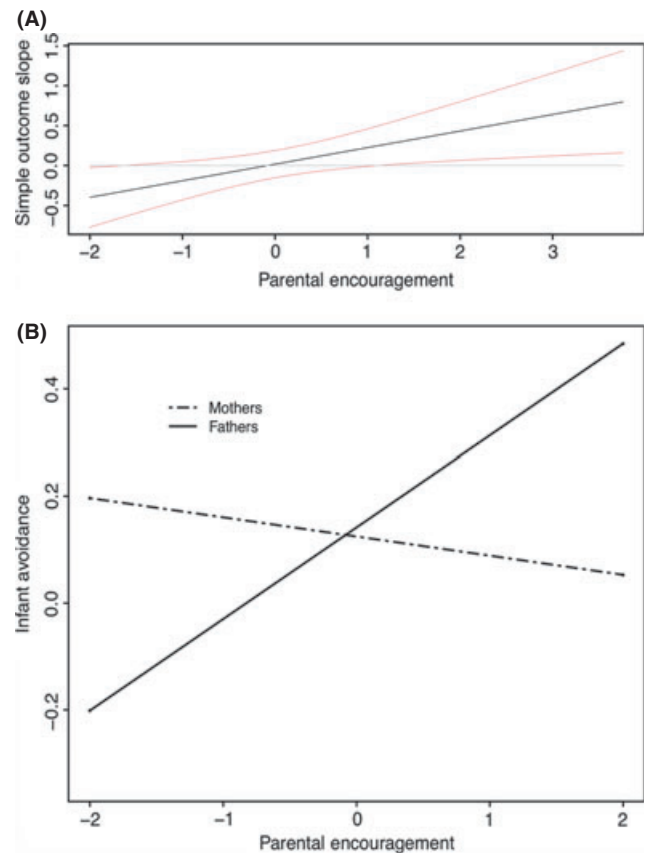 (A)
Simple outcome slope
1.5
1.0
0.5
0.0
−0.5
−2 −1 0 1 2 3
Parental encouragement
(B)
Infant avoidance
0.4
0.2
0.0
−0.2
Mothers
Fathers
−2 −1 0 1 2
Parental encouragement